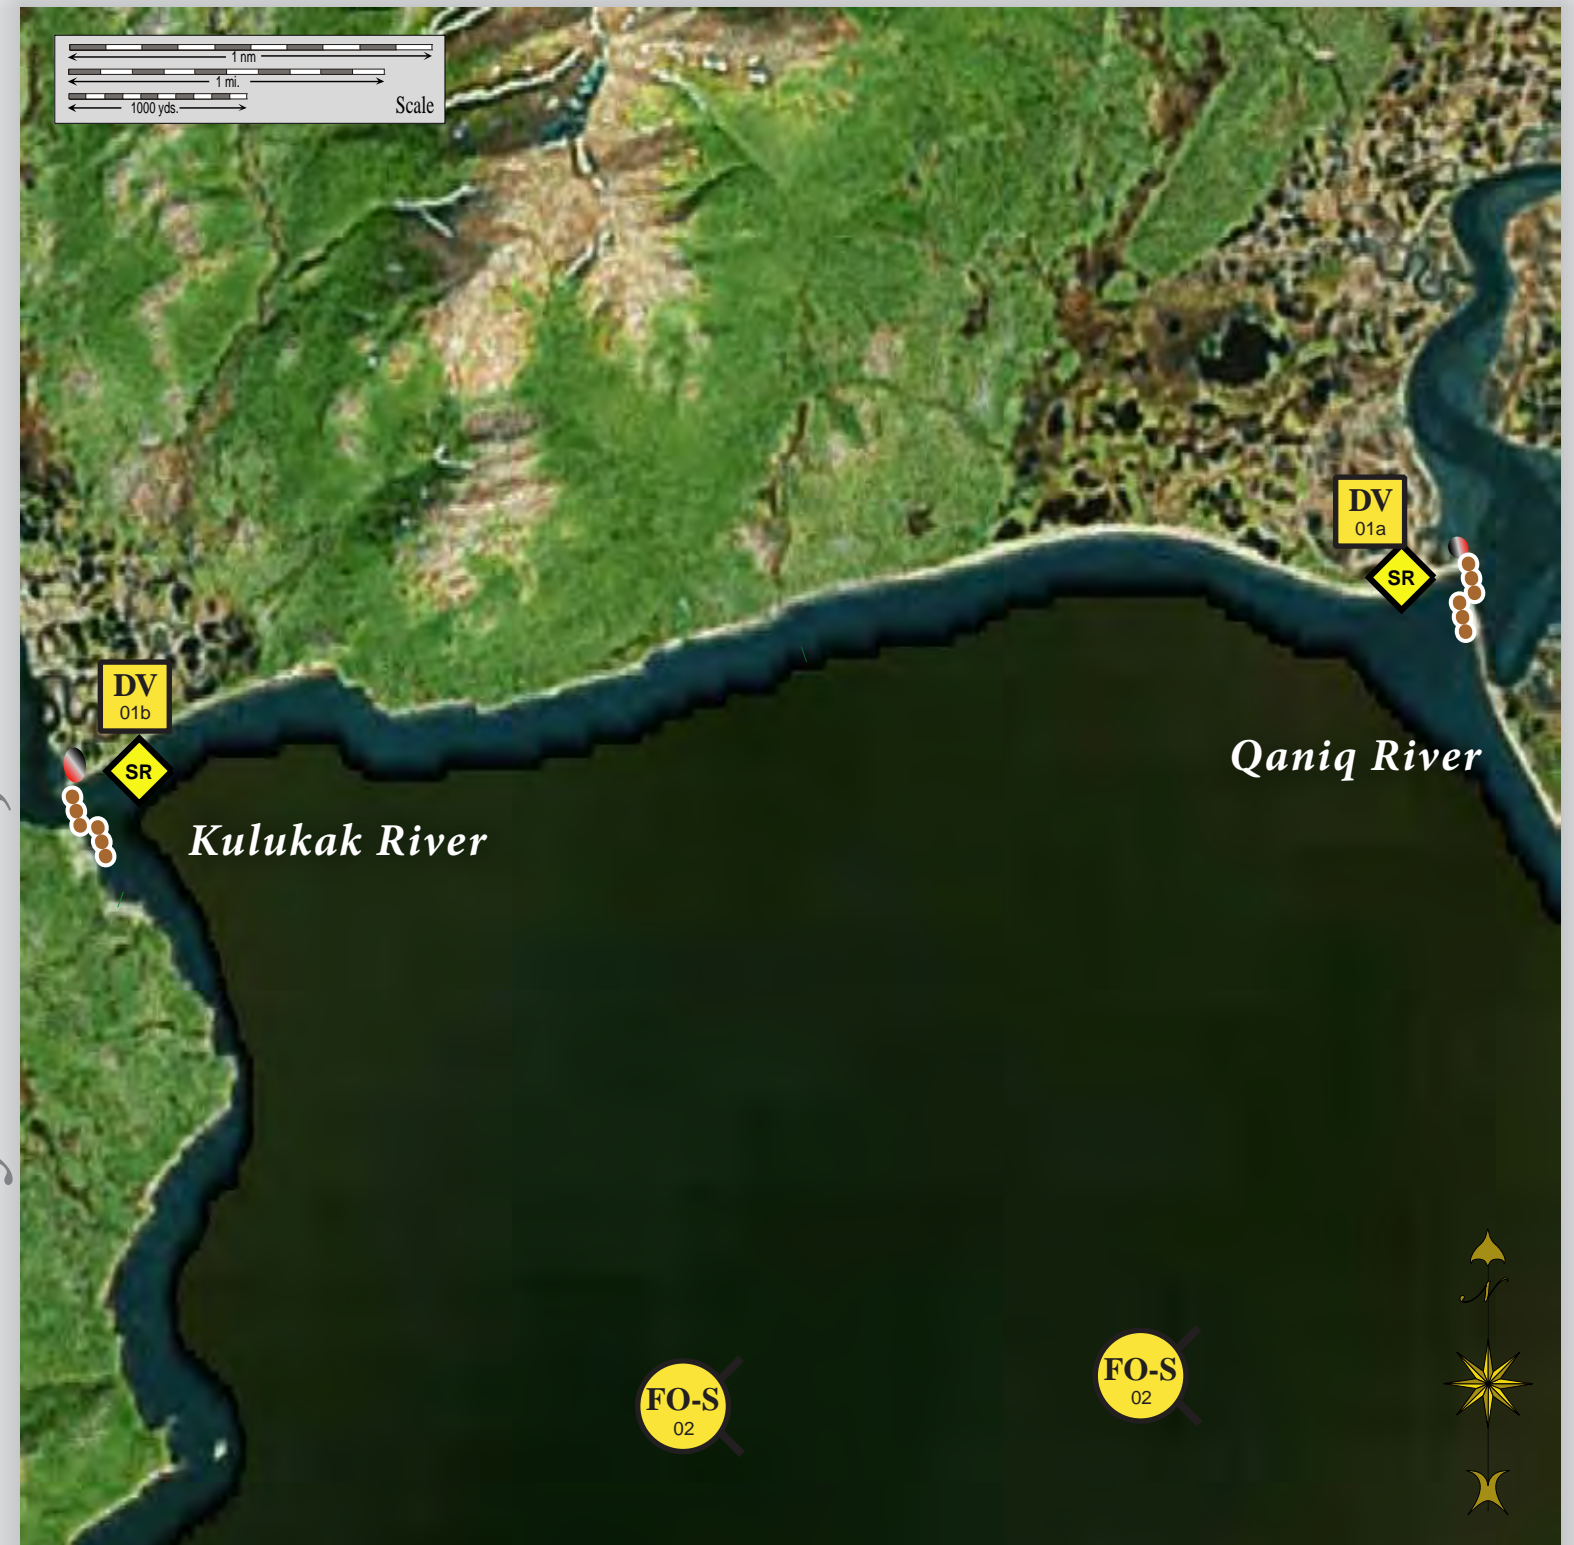 1 nm
1 mi.
1000 yds.
Scale
DV
01a
SR
DV
01b
SR
Qaniq River
Kulukak River
N
FO-S
02
FO-S
02